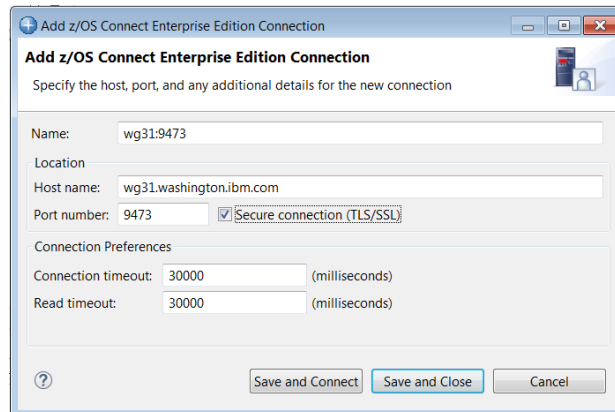 Add z/OS Connect Enterprise Edition Connection
Add z/OS Connect Enterprise Edition Connection
Specify the host, port, and any additional details for the new connection
Name: wg31:9473
Location
Host name: wg31.washington.ibm.com
Port number: 9473 Secure connection (TLS/SSL)
Connection Preferences
Connection timeout: 30000 (milliseconds)
Read timeout: 30000 (milliseconds)
? Save and Connect Save and Close Cancel